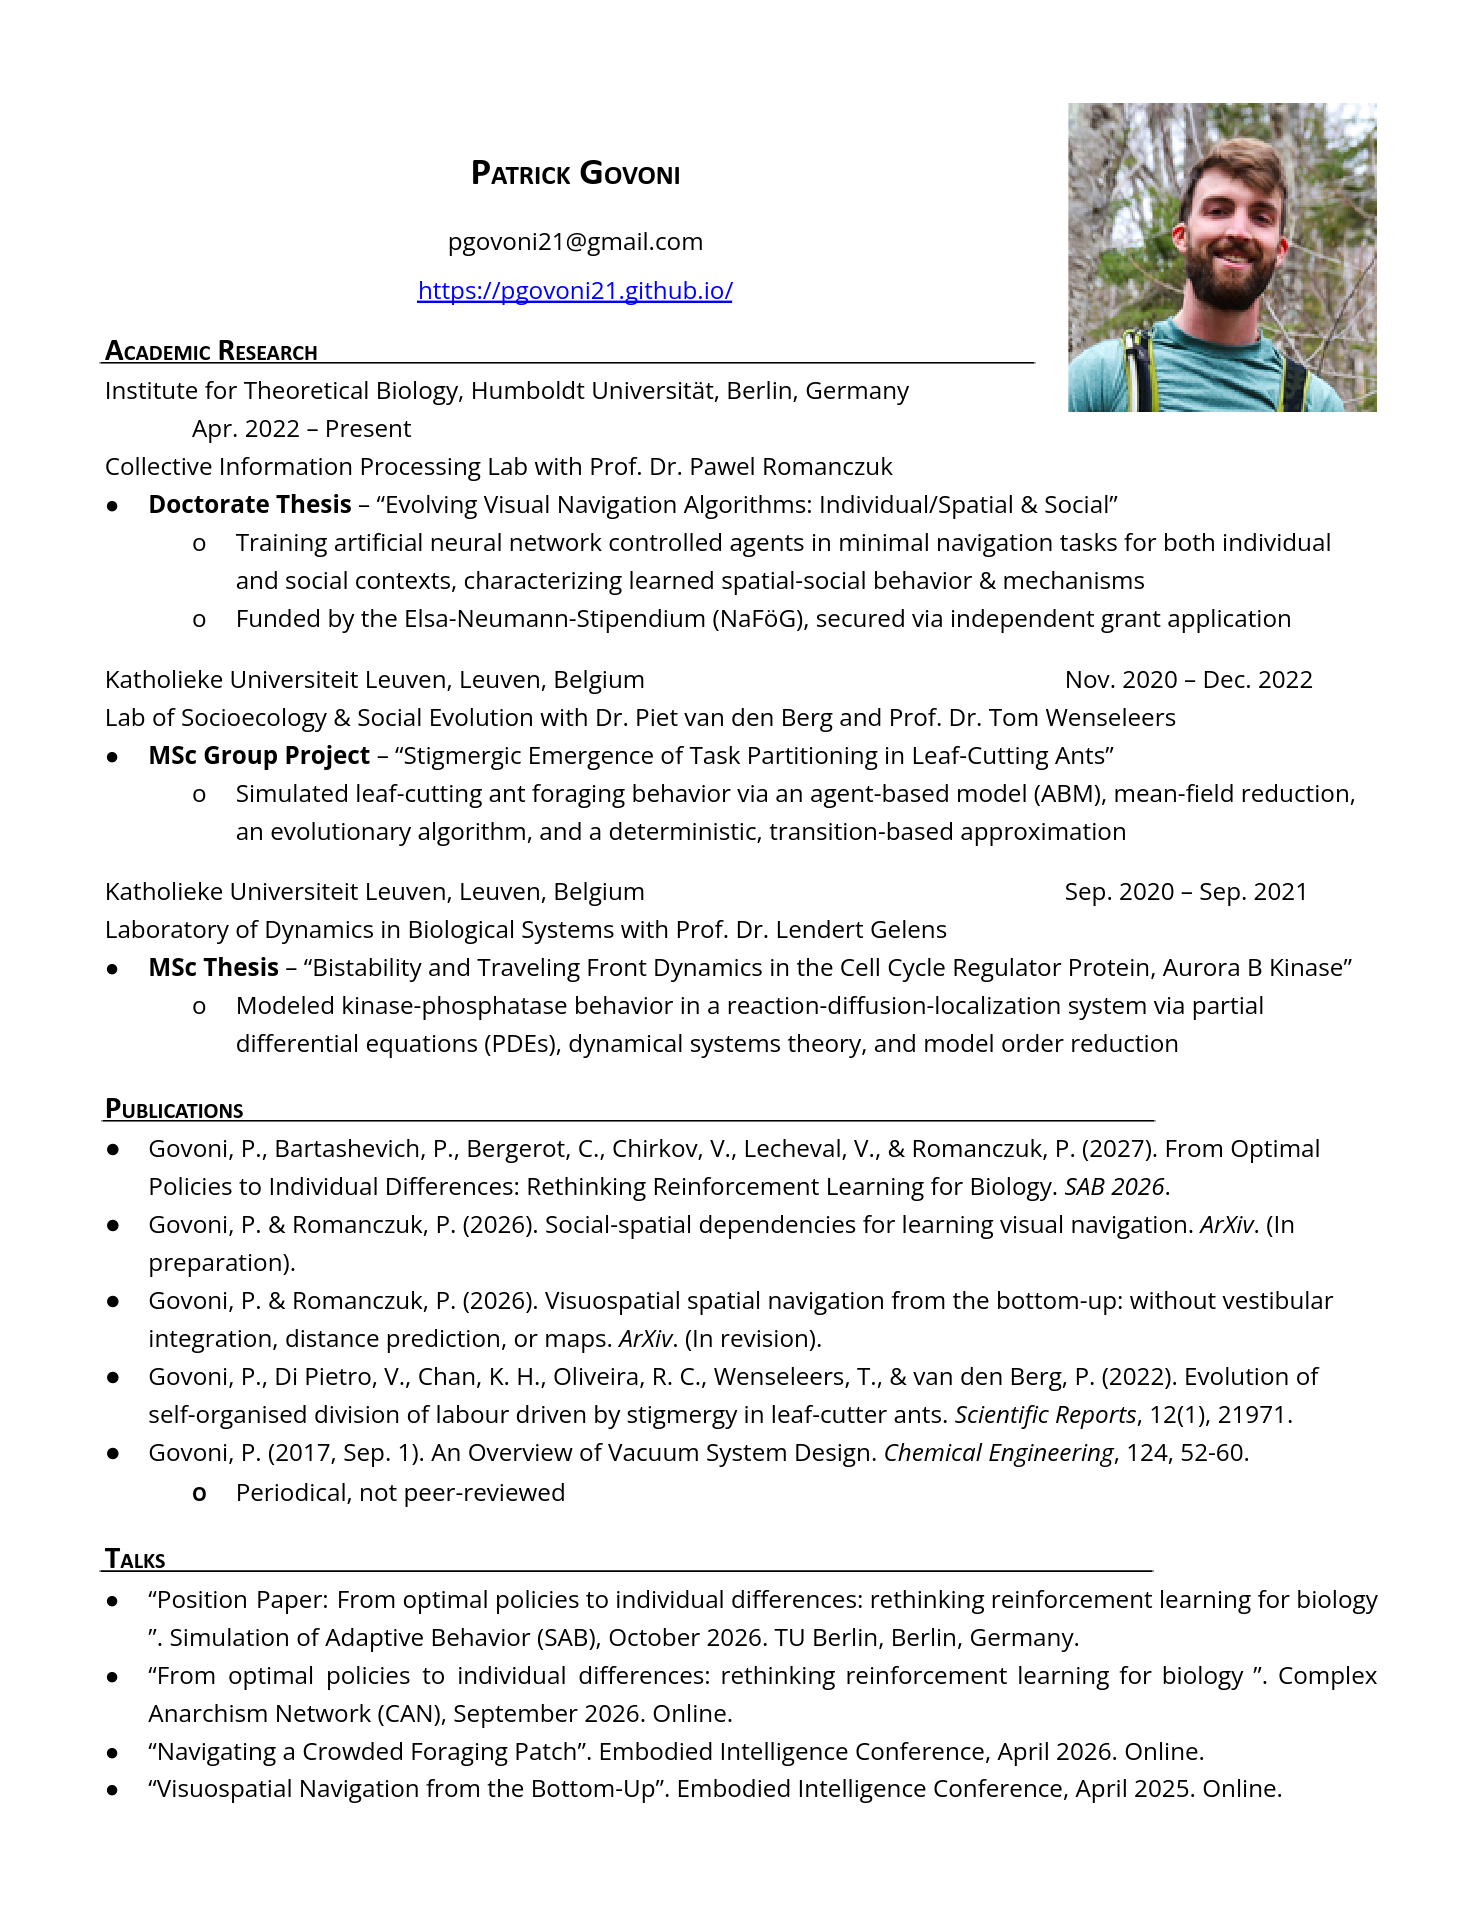 PATRICK GOVONI
pgovoni21@gmail.com
https://pgovoni21.github.io/
ACADEMIC RESEARCH
Institute for Theoretical Biology, Humboldt Universität, Berlin, Germany
Apr. 2022 – Present
Collective Information Processing Lab with Prof. Dr. Pawel Romanczuk
● Doctorate Thesis – “Evolving Visual Navigation Algorithms: Individual/Spatial & Social”
o Training artificial neural network controlled agents in minimal navigation tasks for both individual
and social contexts, characterizing learned spatial-social behavior & mechanisms
o Funded by the Elsa-Neumann-Stipendium (NaFöG), secured via independent grant application
Katholieke Universiteit Leuven, Leuven, Belgium Nov. 2020 – Dec. 2022
Lab of Socioecology & Social Evolution with Dr. Piet van den Berg and Prof. Dr. Tom Wenseleers
● MSc Group Project – “Stigmergic Emergence of Task Partitioning in Leaf-Cutting Ants”
o Simulated leaf-cutting ant foraging behavior via an agent-based model (ABM), mean-field reduction,
an evolutionary algorithm, and a deterministic, transition-based approximation
Katholieke Universiteit Leuven, Leuven, Belgium Sep. 2020 – Sep. 2021
Laboratory of Dynamics in Biological Systems with Prof. Dr. Lendert Gelens
● MSc Thesis – “Bistability and Traveling Front Dynamics in the Cell Cycle Regulator Protein, Aurora B Kinase”
o Modeled kinase-phosphatase behavior in a reaction-diffusion-localization system via partial
differential equations (PDEs), dynamical systems theory, and model order reduction
PUBLICATIONS
● Govoni, P., Bartashevich, P., Bergerot, C., Chirkov, V., Lecheval, V., & Romanczuk, P. (2027). From Optimal
Policies to Individual Differences: Rethinking Reinforcement Learning for Biology. SAB 2026.
● Govoni, P. & Romanczuk, P. (2026). Social-spatial dependencies for learning visual navigation. ArXiv. (In
preparation).
● Govoni, P. & Romanczuk, P. (2026). Visuospatial spatial navigation from the bottom-up: without vestibular
integration, distance prediction, or maps. ArXiv. (In revision).
● Govoni, P., Di Pietro, V., Chan, K. H., Oliveira, R. C., Wenseleers, T., & van den Berg, P. (2022). Evolution of
self-organised division of labour driven by stigmergy in leaf-cutter ants. Scientific Reports, 12(1), 21971.
● Govoni, P. (2017, Sep. 1). An Overview of Vacuum System Design. Chemical Engineering, 124, 52-60.
o Periodical, not peer-reviewed
TALKS
● “Position Paper: From optimal policies to individual differences: rethinking reinforcement learning for biology
”. Simulation of Adaptive Behavior (SAB), October 2026. TU Berlin, Berlin, Germany.
● “From optimal policies to individual differences: rethinking reinforcement learning for biology ”. Complex
Anarchism Network (CAN), September 2026. Online.
● “Navigating a Crowded Foraging Patch”. Embodied Intelligence Conference, April 2026. Online.
● “Visuospatial Navigation from the Bottom-Up”. Embodied Intelligence Conference, April 2025. Online.